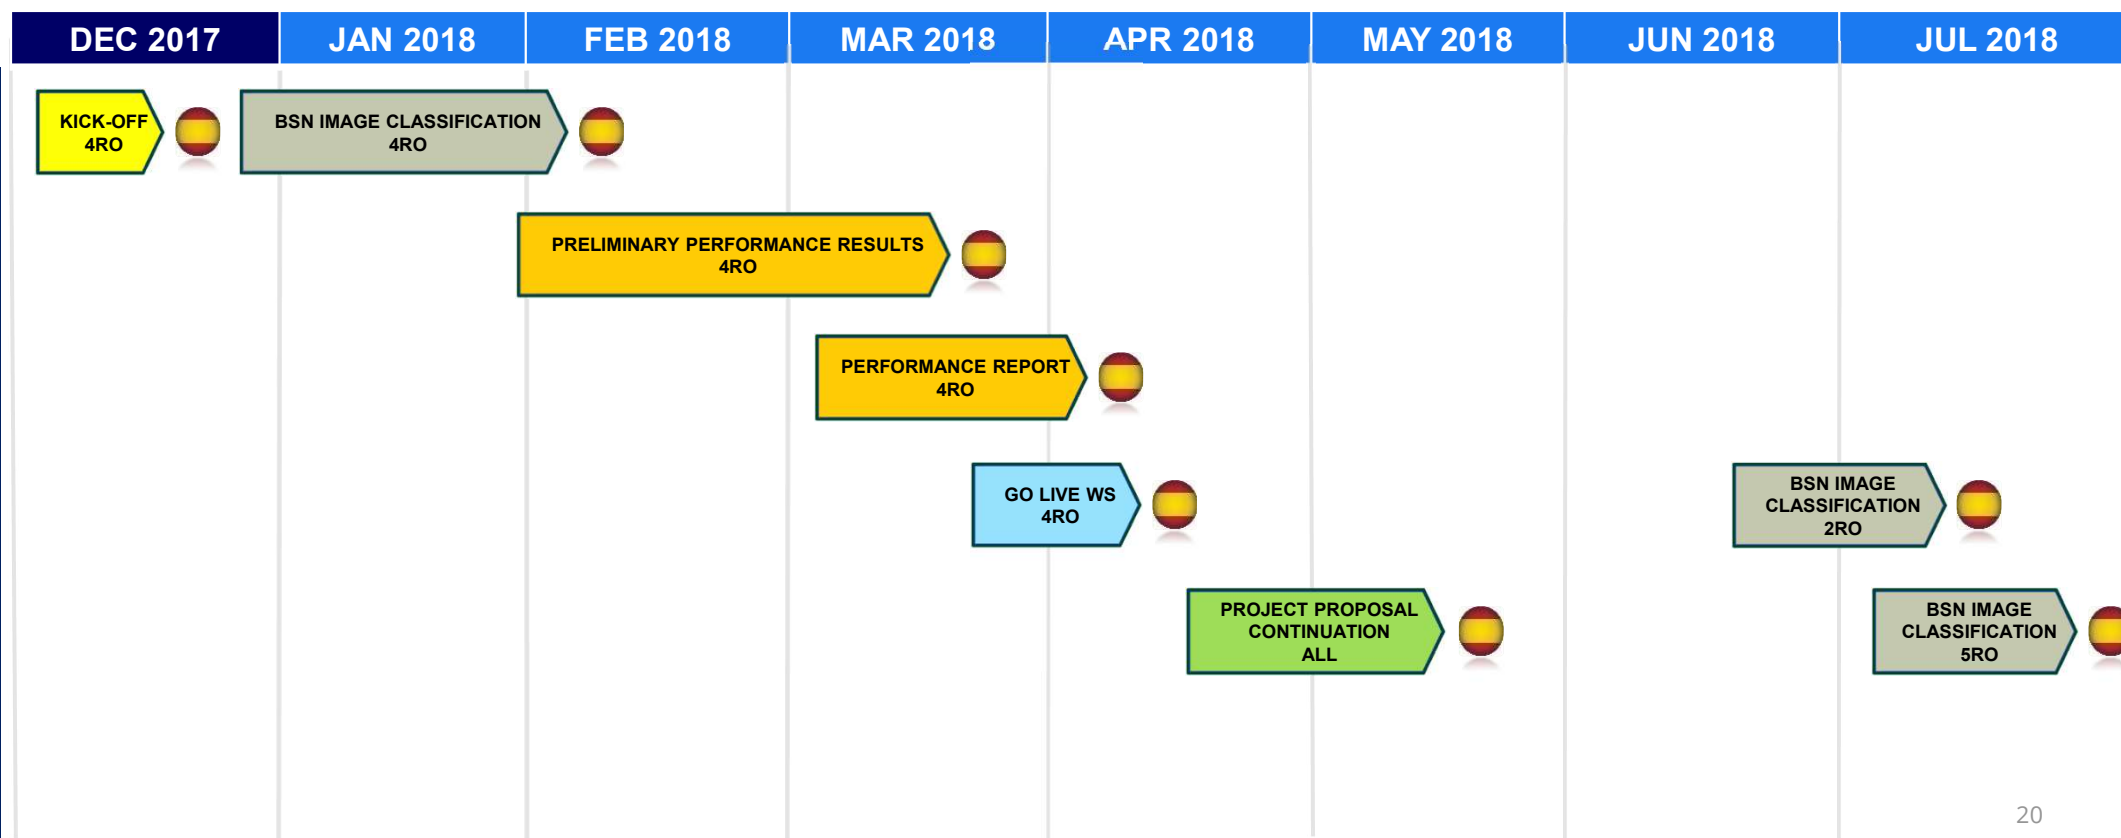 DEC 2017
JAN 2018
FEB 2018
MAR 2018
APR 2018
MAY 2018
JUN 2018
JUL 2018
KICK-OFF
4RO
BSN IMAGE CLASSIFICATION
4RO
PRELIMINARY PERFORMANCE RESULTS
4RO
PERFORMANCE REPORT
4RO
GO LIVE WS
4RO
BSN IMAGE
CLASSIFICATION
2RO
PROJECT PROPOSAL
CONTINUATION
ALL
BSN IMAGE
CLASSIFICATION
5RO
20